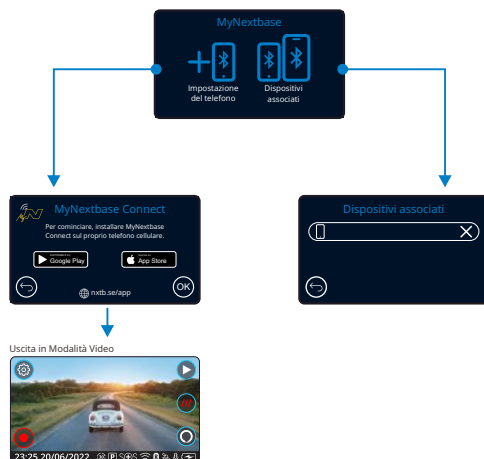 MyNextbase
Impostazione
del telefono
Dispositivi
associati
MyNextbase Connect
Per cominciare, installare MyNextbase
Connect sul proprio telefono cellulare.
Google Play
App Store
nxtb.se/app
OK
Dispositivi associati
Uscita in Modalità Video
23:25 20/06/2022